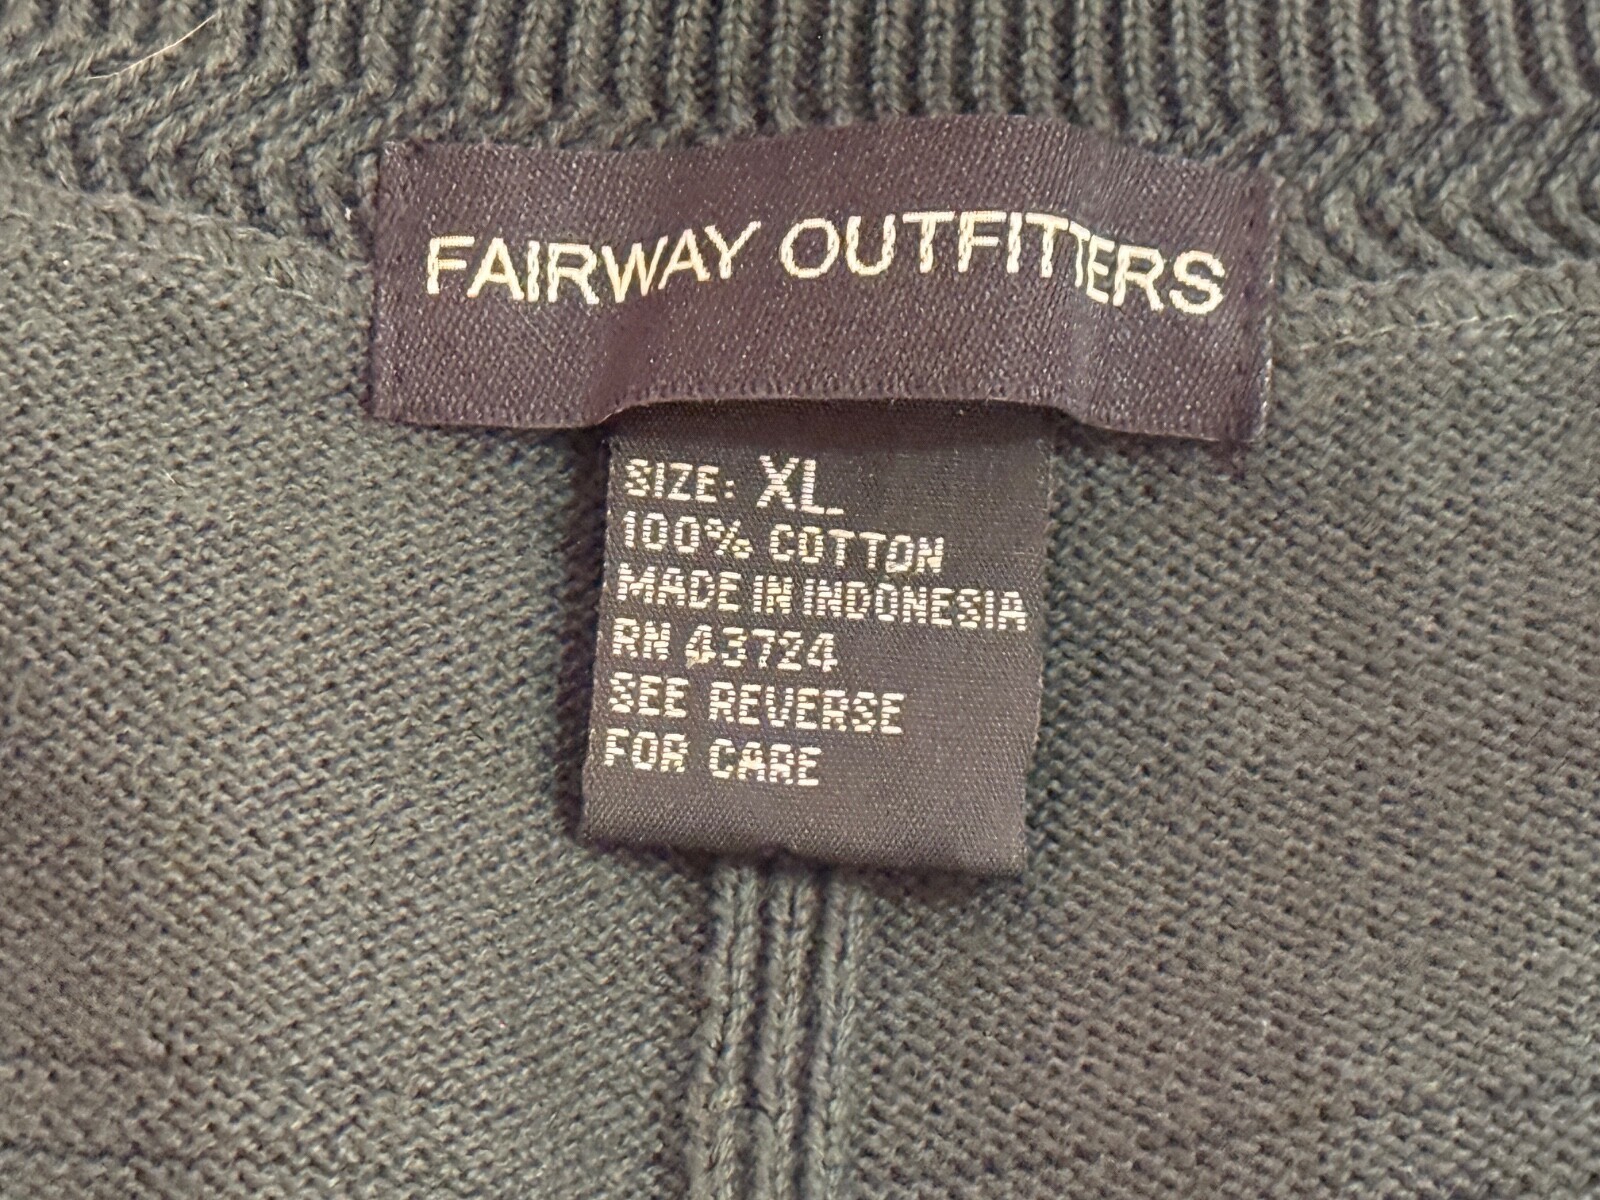 FAIRWAY OUTFITTERS
SIZE: XL
100% COTTON
MADE IN INDONESIA
RN 43724
SEE REVERSE
FOR CARE